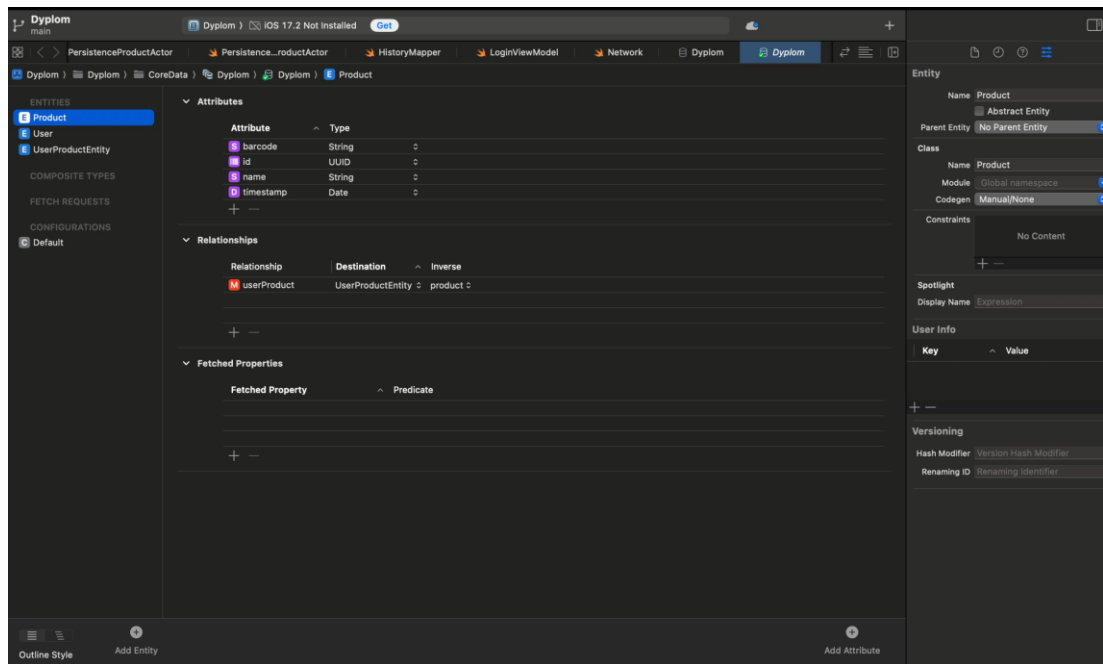 Dyplom
main
Dyplom ⟩ iOS 17.2 Not Installed Get
PersistenceProductActor Persistence...roductActor HistoryMapper LoginViewModel Network Dyplom Dyplom
Dyplom ⟩ Dyplom ⟩ CoreData ⟩ Dyplom ⟩ Dyplom ⟩ E Product
ENTITIES
E Product
E User
E UserProductEntity
COMPOSITE TYPES
FETCH REQUESTS
CONFIGURATIONS
C Default
Attributes
Attribute Type
S barcode String
id UUID
S name String
D timestamp Date
Relationships
Relationship Destination Inverse
M userProduct UserProductEntity product
Fetched Properties
Fetched Property Predicate
Outline Style
Add Entity
Add Attribute
Entity
Name Product
Abstract Entity
Parent Entity No Parent Entity
Class
Name Product
Module Global namespace
Codegen Manual/None
Constraints
No Content
Spotlight
Display Name Expression
User Info
Key Value
Versioning
Hash Modifier Version Hash Modifier
Renaming ID Renaming Identifier